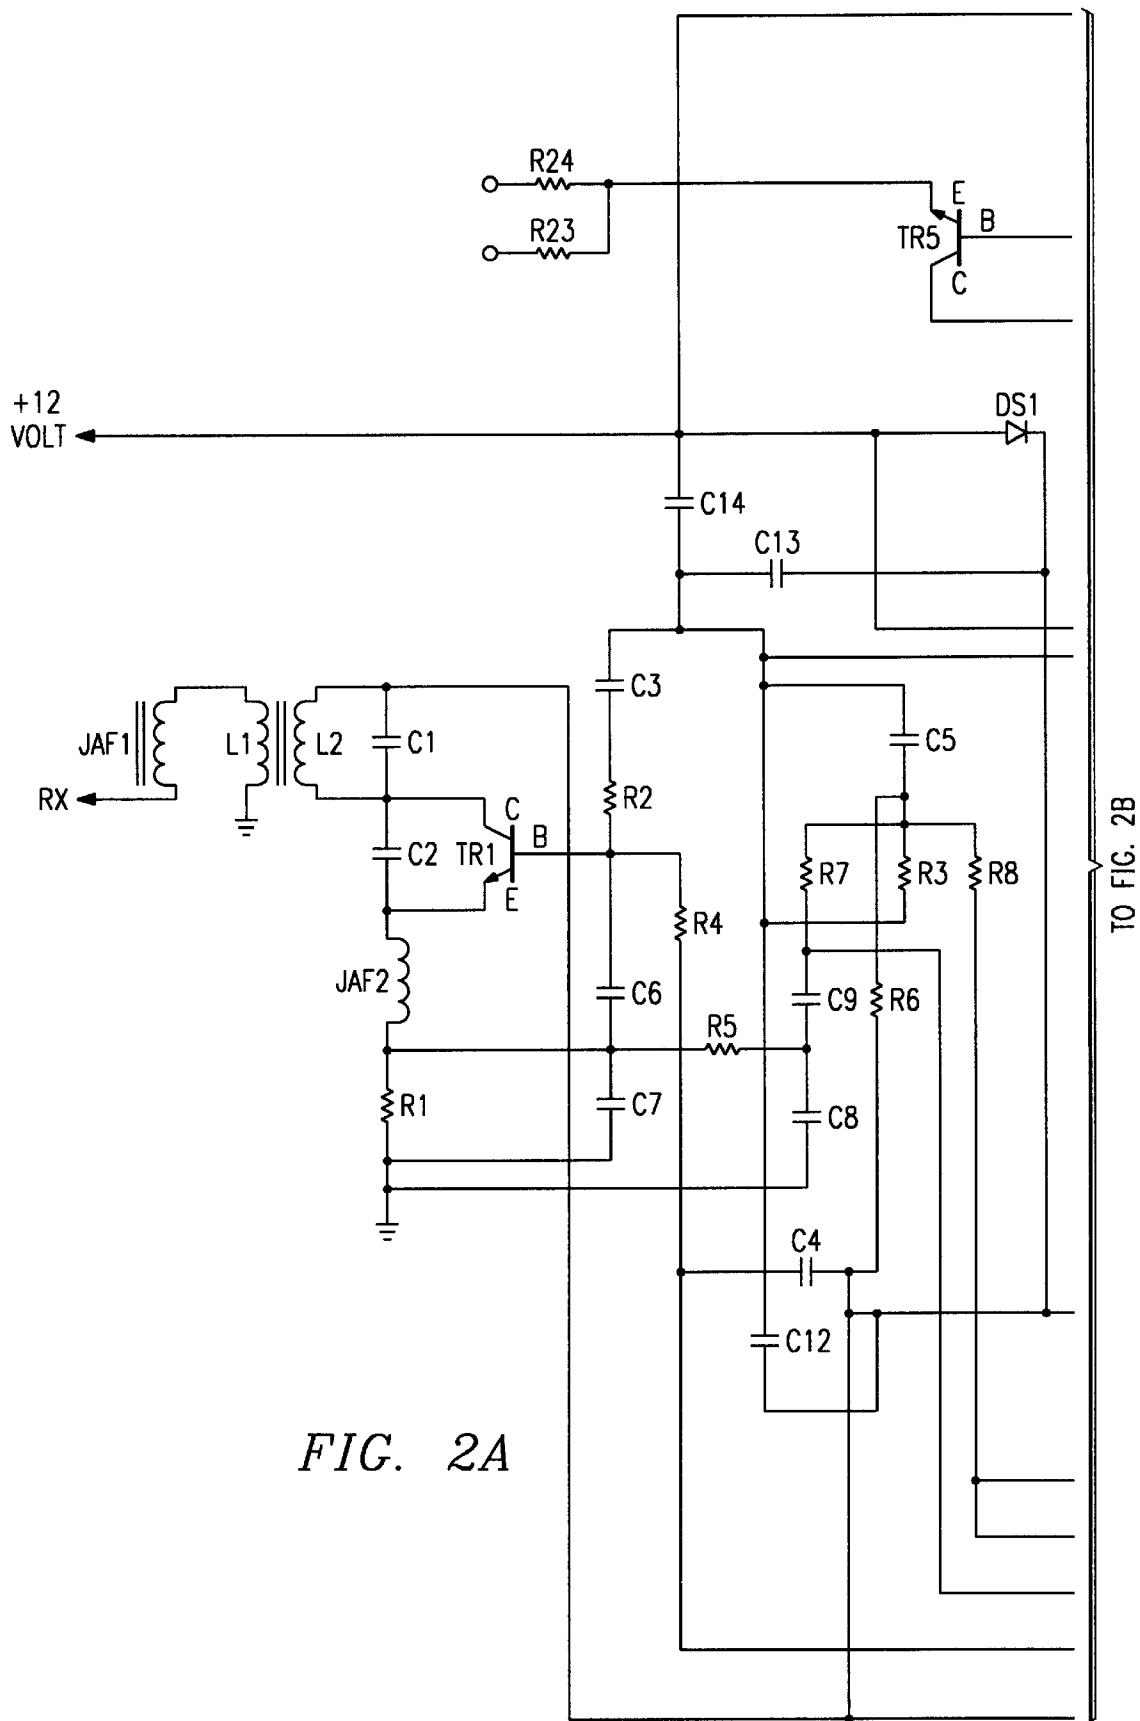 R24
E
R23
TR5
B
C
+12
VOLT
DS1
C14
C13
C3
JAF1
L1
L2
C1
C5
RX
R2
C
C2
TR1
B
E
R7
R3
R8
R4
JAF2
C6
C9
R6
R5
R1
C7
C8
C4
C12
FIG. 2A
TO FIG. 2B